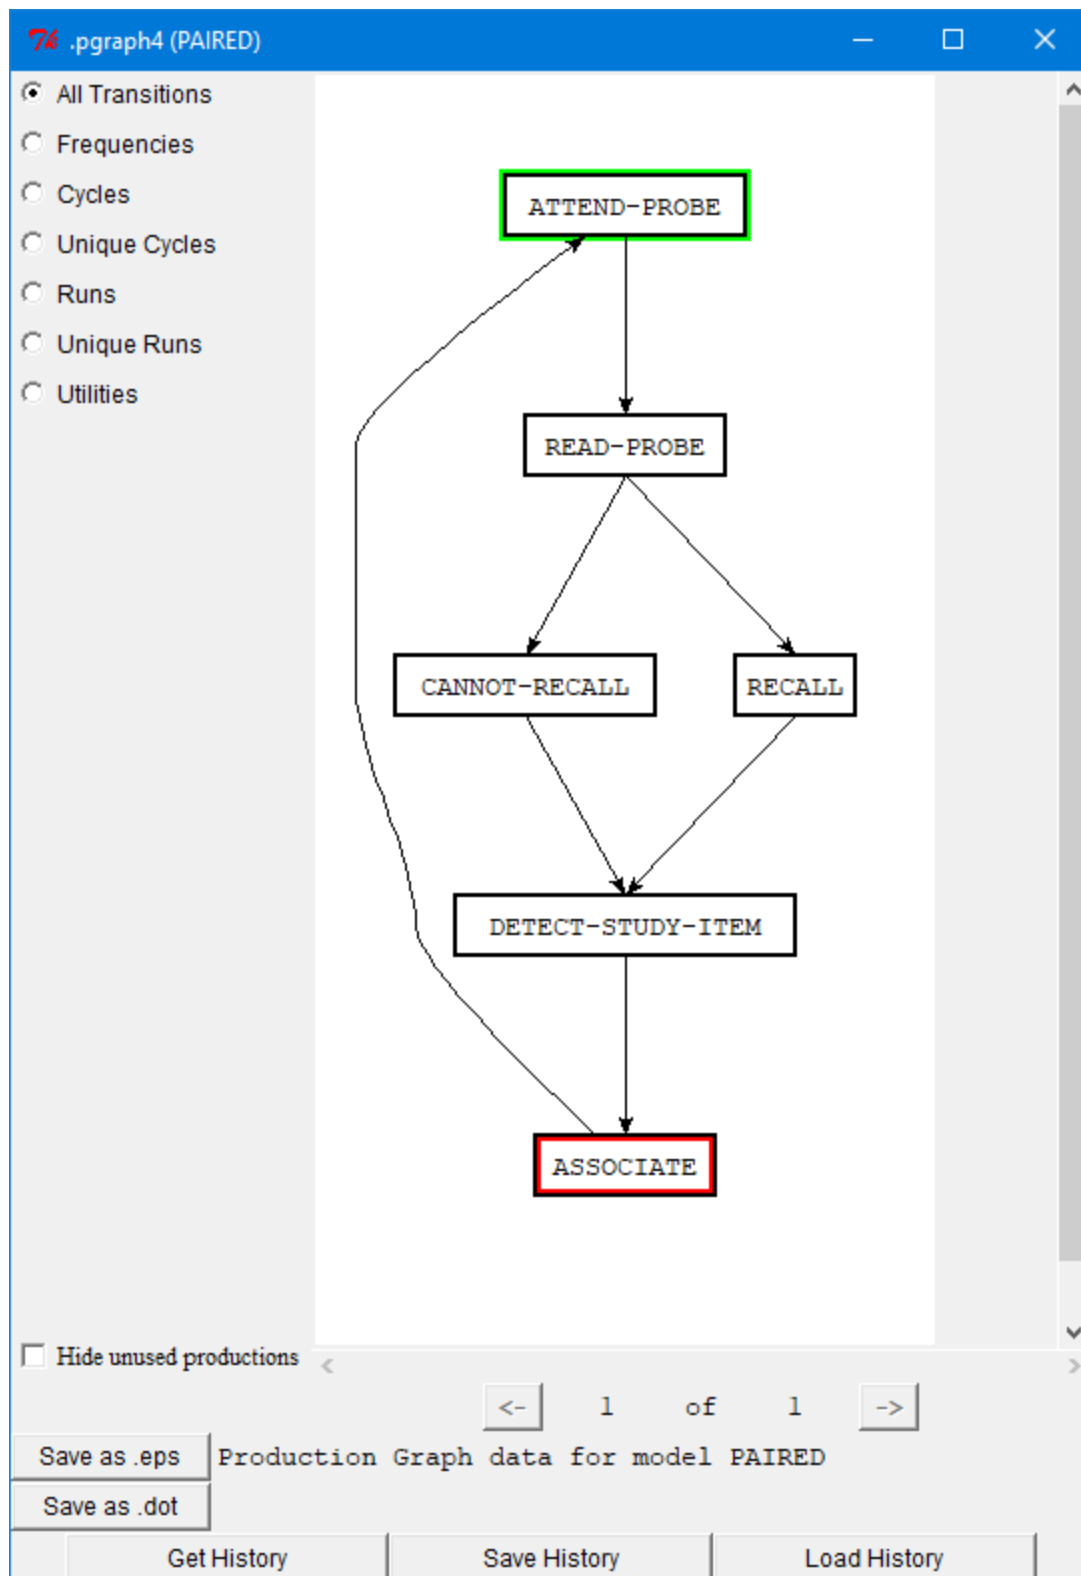 .pgraph4 (PAIRED)
All Transitions
Frequencies
Cycles
Unique Cycles
Runs
Unique Runs
Utilities
ATTEND-PROBE
READ-PROBE
CANNOT-RECALL
RECALL
DETECT-STUDY-ITEM
ASSOCIATE
Hide unused productions
<- 1 of 1 ->
Save as .eps Production Graph data for model PAIRED
Save as .dot
Get History Save History Load History